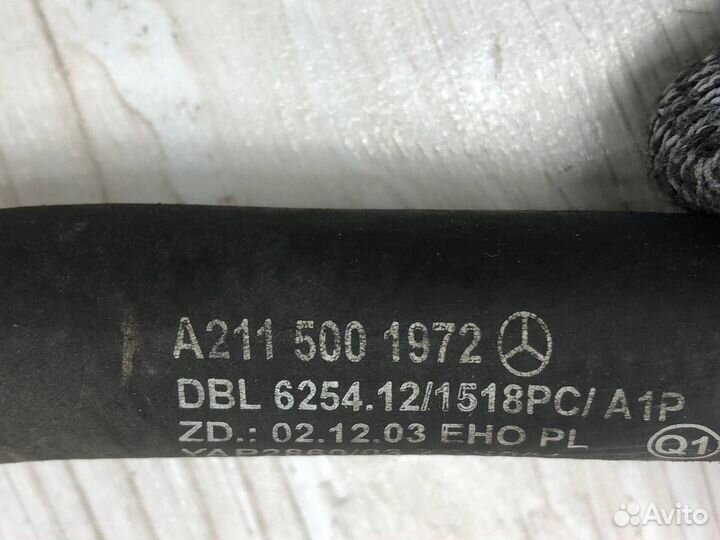 A211 500 1972
DBL 6254.12/1518PC/ A1P
ZD.: 02.12.03 EHO PL
Q1
Avito